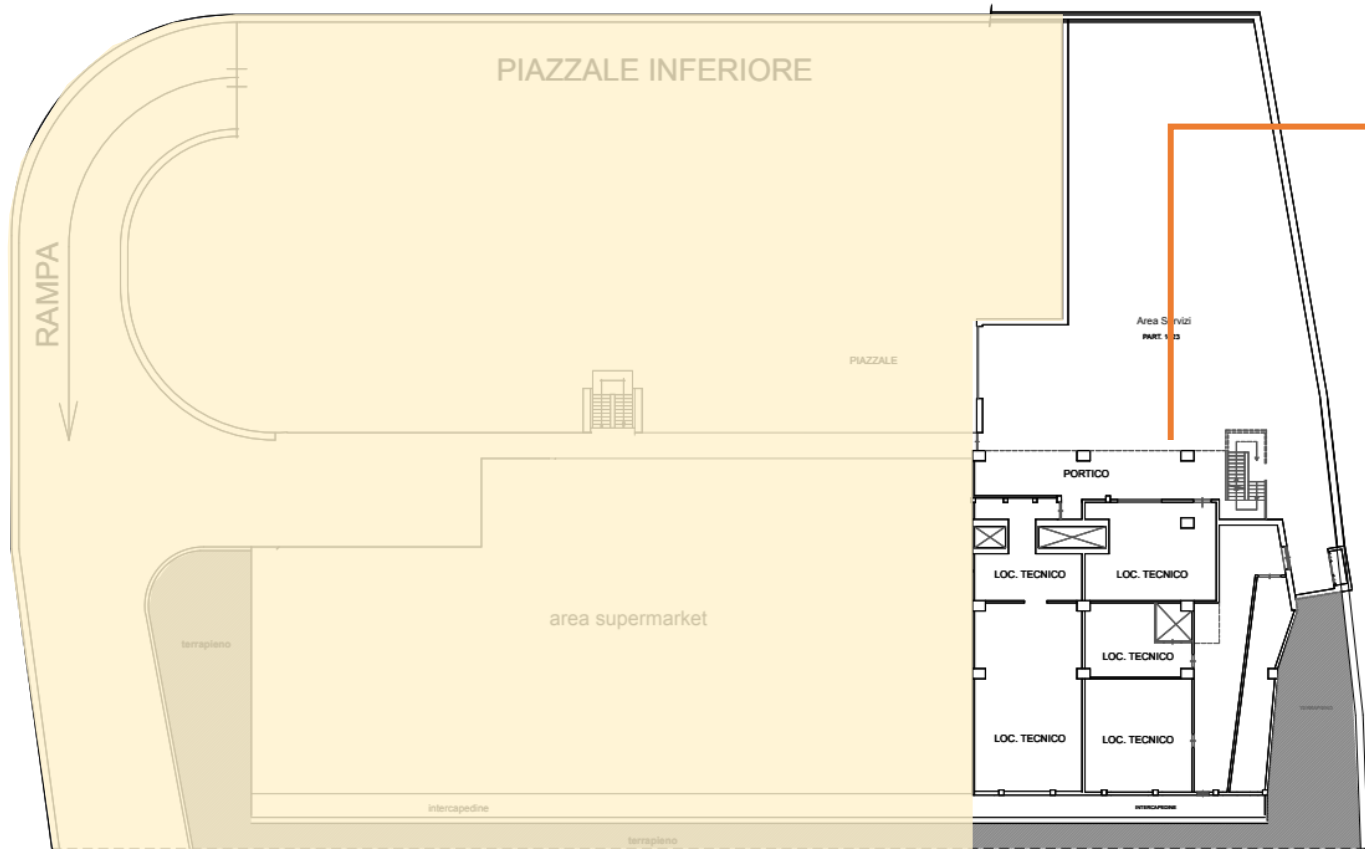 PIAZZALE INFERIORE
RAMPA
Area Servizi
PART.
PIAZZALE
PORTICO
LOC. TECNICO
LOC. TECNICO
area supermarket
terrapieno
LOC. TECNICO
LOC. TECNICO
LOC. TECNICO
intercapedine
INTERCAPEDINE
terrapieno